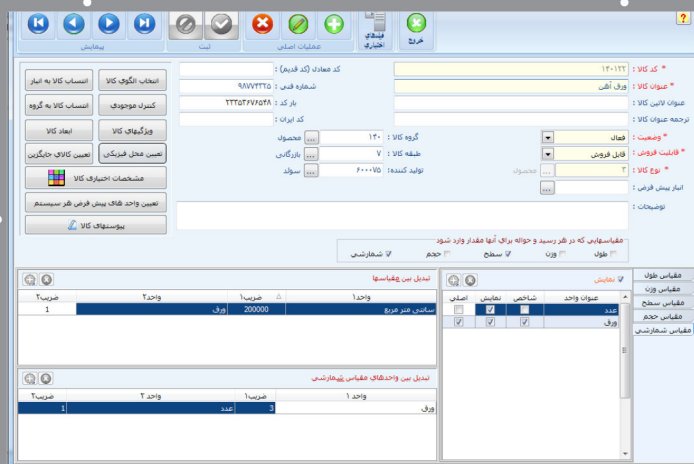 ?
خروج
فیلدهای اختیاری
عملیات اصلی
ثبت
پیمایش
* کد کالا : ۱۴۰۱۲۲
کد معادل (کد قدیم) :
* عنوان کالا : ورق آهن
شماره فنی : ۹۸۷۷۴۳۲۵
عنوان لاتین کالا :
بار کد : ۲۳۴۵۳۶۷۶۵۴۸
ترجمه عنوان کالا :
کد ایران :
* وضعیت : فعال
گروه کالا : ۱۴۰ ... محصول
* قابلیت فروش : قابل فروش
طبقه کالا : ۷ ... بازرگانی
* نوع کالا : ۳ ... محصول
تولید کننده: ۶۰۰۰۷۵ ... سولد
انبار پیش فرض : ...
توضیحات :
انتخاب الگوی کالا
انتساب کالا به انبار
کنترل موجودی
انتساب کالا به گروه
ویژگیهای کالا
ابعاد کالا
تعیین محل فیزیکی
تعیین کالای جایگزین
مشخصات اختیاری کالا
تعیین واحد های پیش فرض هر سیستم
پیوستهای کالا
مقیاسهایی که در هر رسید و حواله برای آنها مقدار وارد شود
طول وزن سطح حجم شمارشی
مقیاس طول
مقیاس وزن
مقیاس سطح
مقیاس حجم
مقیاس شمارشی
نمایش
عنوان واحد شاخص نمایش اصلی
عدد
ورق
تبدیل بین مقیاسها
واحد۱ ضریب۱ واحد۲ ضریب۲
سانتی متر مربع 200000 ورق 1
تبدیل بین واحدهای مقیاس شمارشی
واحد ۱ ضریب۱ واحد ۲ ضریب۲
ورق 3 عدد 1